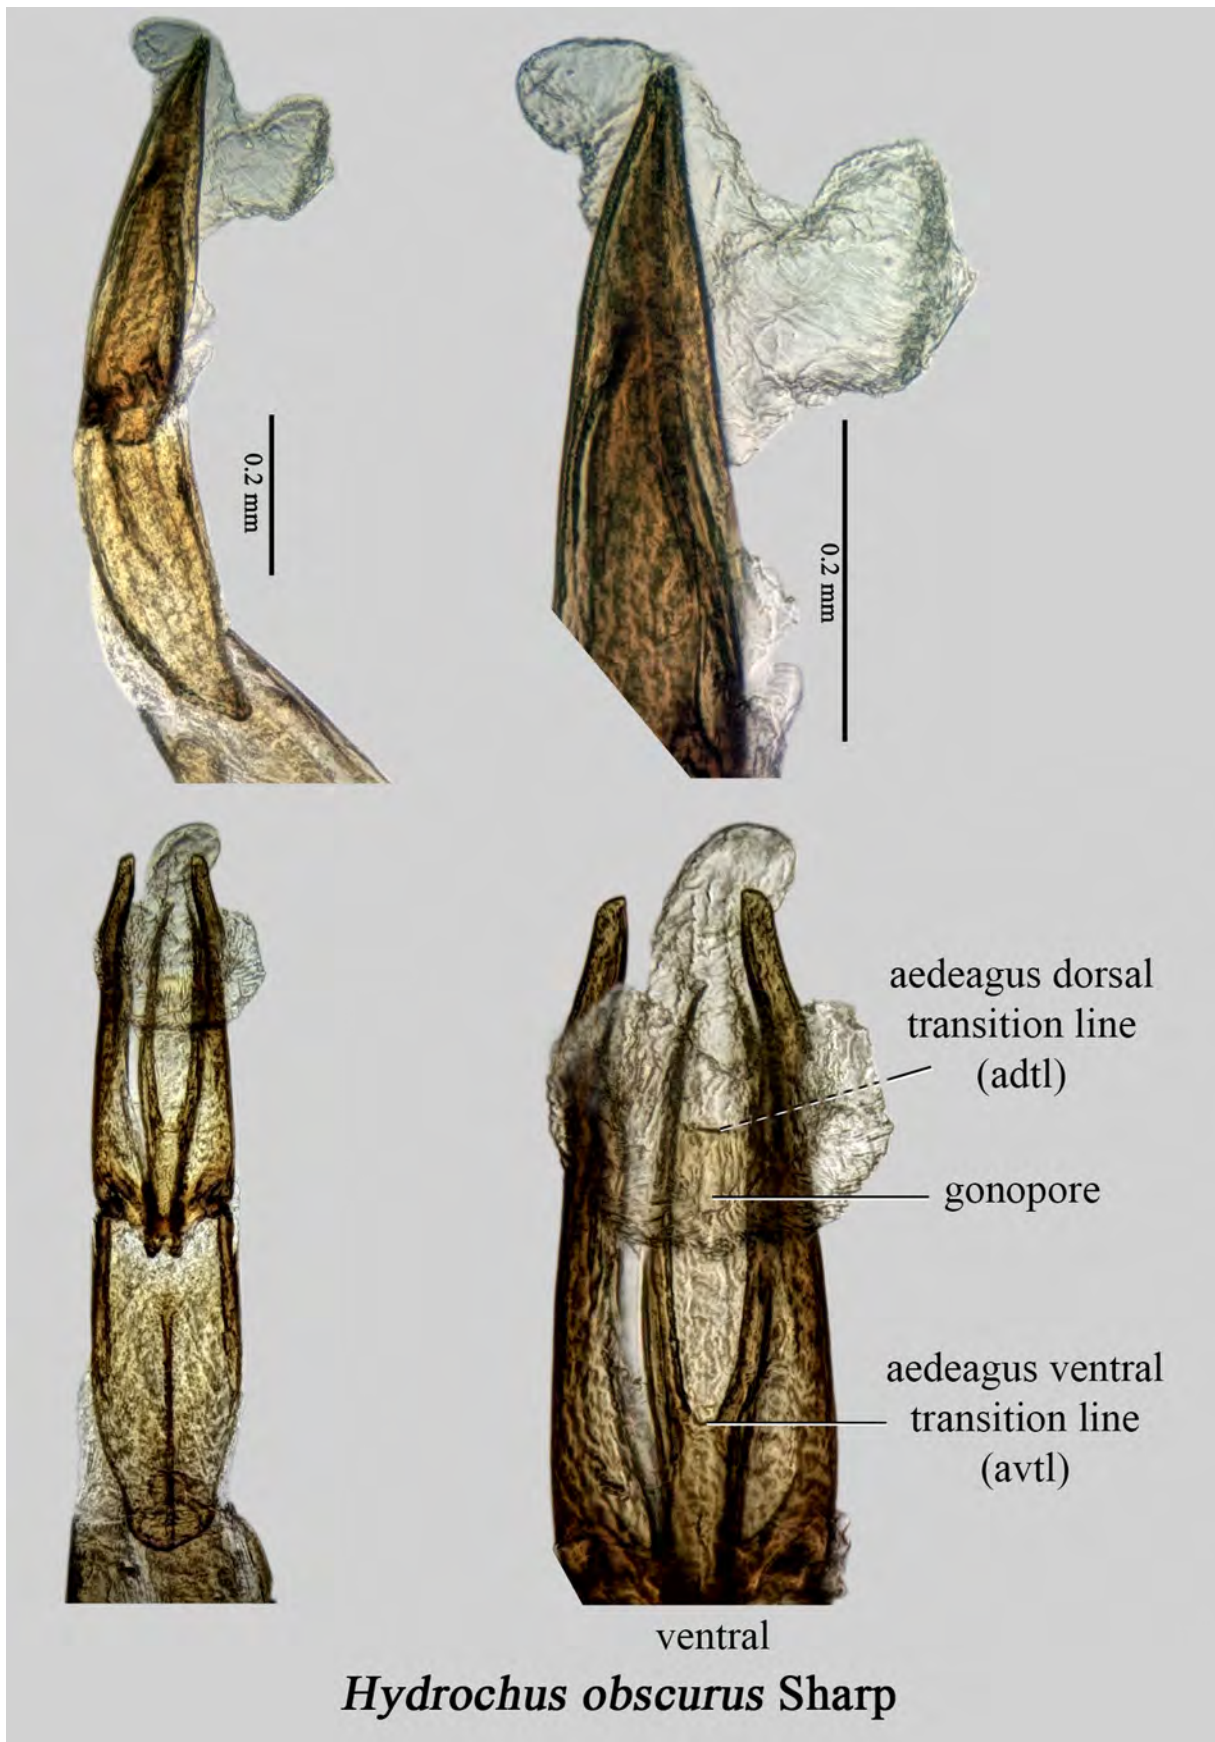 0.2 mm
0.2 mm
aedeagus dorsal
transition line
(adtl)
gonopore
aedeagus ventral
transition line
(avtl)
ventral
Hydrochus obscurus Sharp